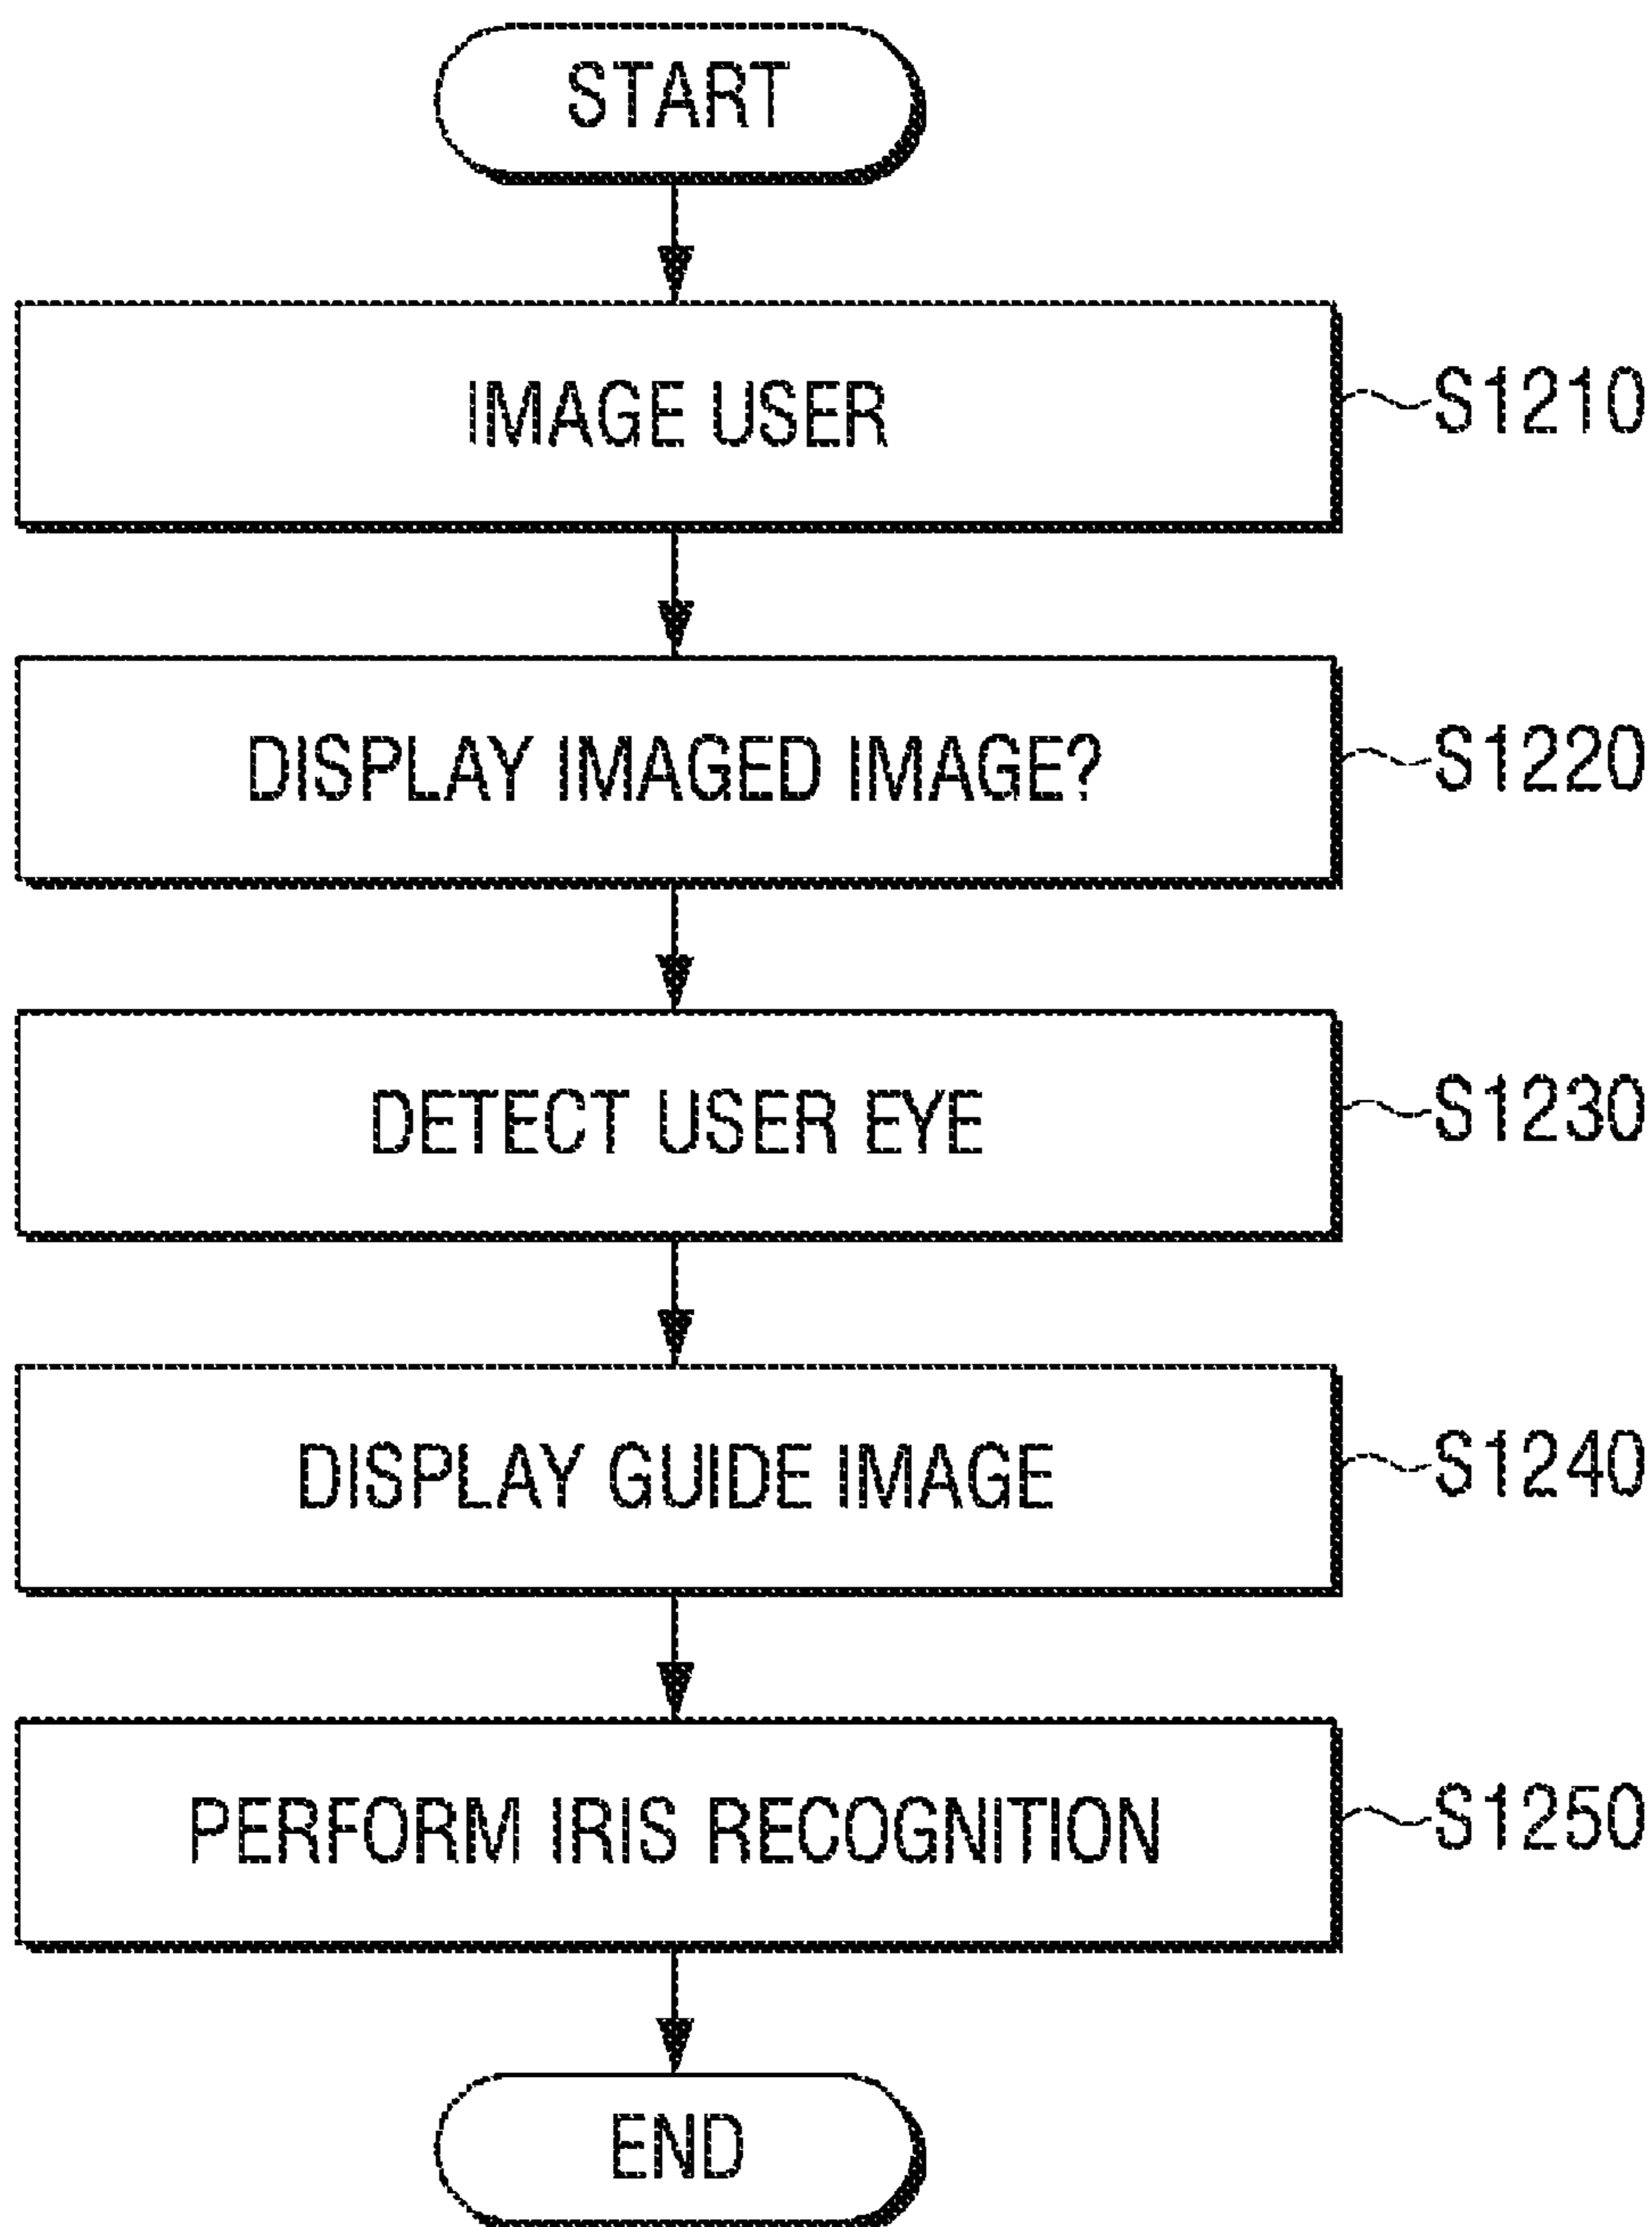 START
IMAGE USER
S1210
DISPLAY IMAGED IMAGE?
S1220
DETECT USER EYE
S1230
DISPLAY GUIDE IMAGE
S1240
PERFORM IRIS RECOGNITION
S1250
END